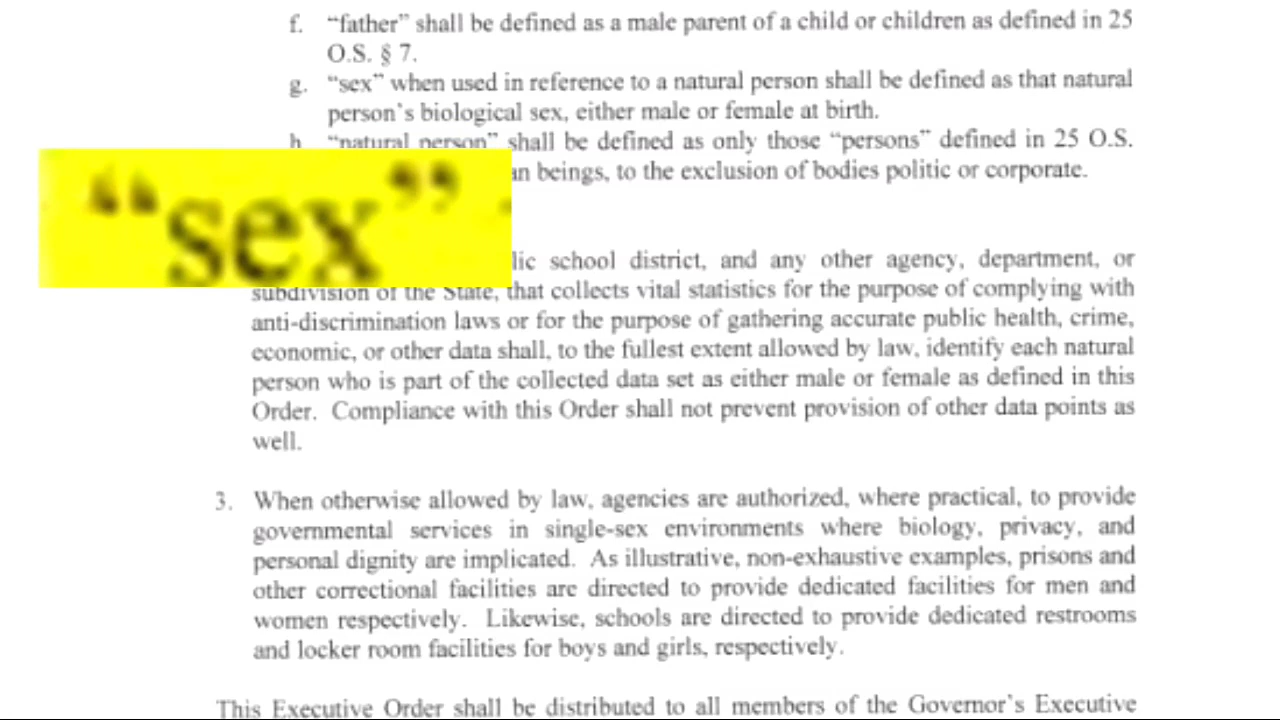 f. “father” shall be defined as a male parent of a child or children as defined in 25
O.S. § 7.
g. “sex” when used in reference to a natural person shall be defined as that natural
person’s biological sex, either male or female at birth.
h. “natural person” shall be defined as only those “persons” defined in 25 O.S.
an beings, to the exclusion of bodies politic or corporate.
“sex”
lic school district, and any other agency, department, or
subdivision of the State, that collects vital statistics for the purpose of complying with
anti-discrimination laws or for the purpose of gathering accurate public health, crime,
economic, or other data shall, to the fullest extent allowed by law, identify each natural
person who is part of the collected data set as either male or female as defined in this
Order. Compliance with this Order shall not prevent provision of other data points as
well.
3. When otherwise allowed by law, agencies are authorized, where practical, to provide
governmental services in single-sex environments where biology, privacy, and
personal dignity are implicated. As illustrative, non-exhaustive examples, prisons and
other correctional facilities are directed to provide dedicated facilities for men and
women respectively. Likewise, schools are directed to provide dedicated restrooms
and locker room facilities for boys and girls, respectively.
This Executive Order shall be distributed to all members of the Governor’s Executive